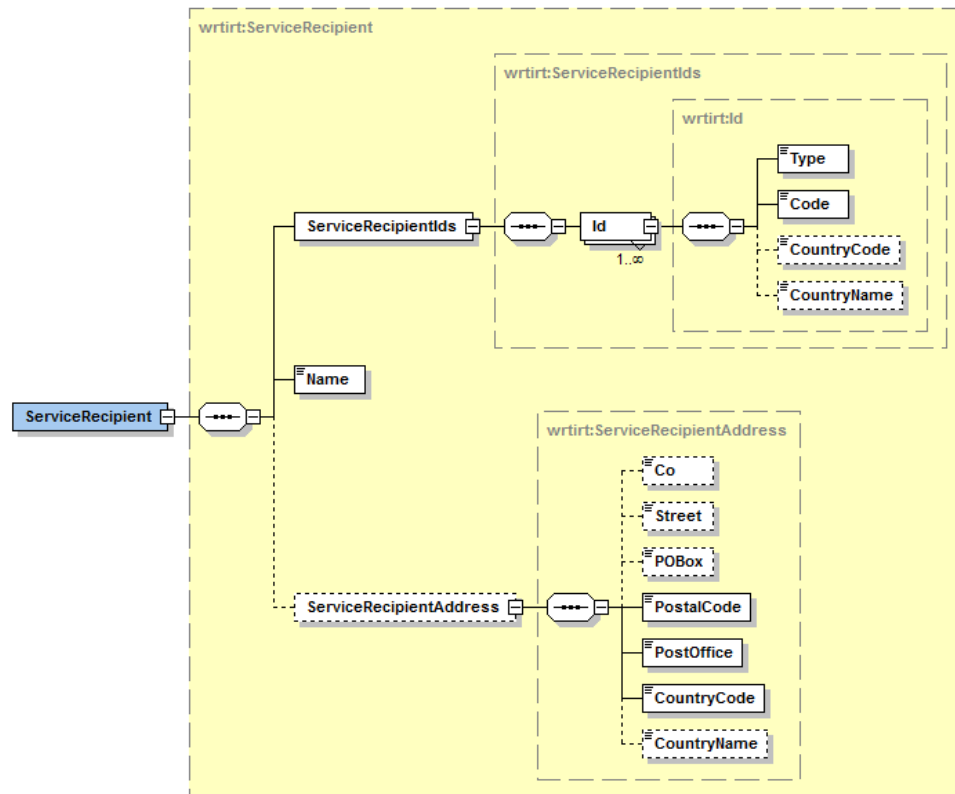 wrtirt:ServiceRecipient
wrtirt:ServiceRecipientIds
wrtirt:Id
Type
Code
CountryCode
CountryName
ServiceRecipientIds
Id
1..∞
Name
ServiceRecipient
wrtirt:ServiceRecipientAddress
Co
Street
POBox
PostalCode
PostOffice
CountryCode
CountryName
ServiceRecipientAddress